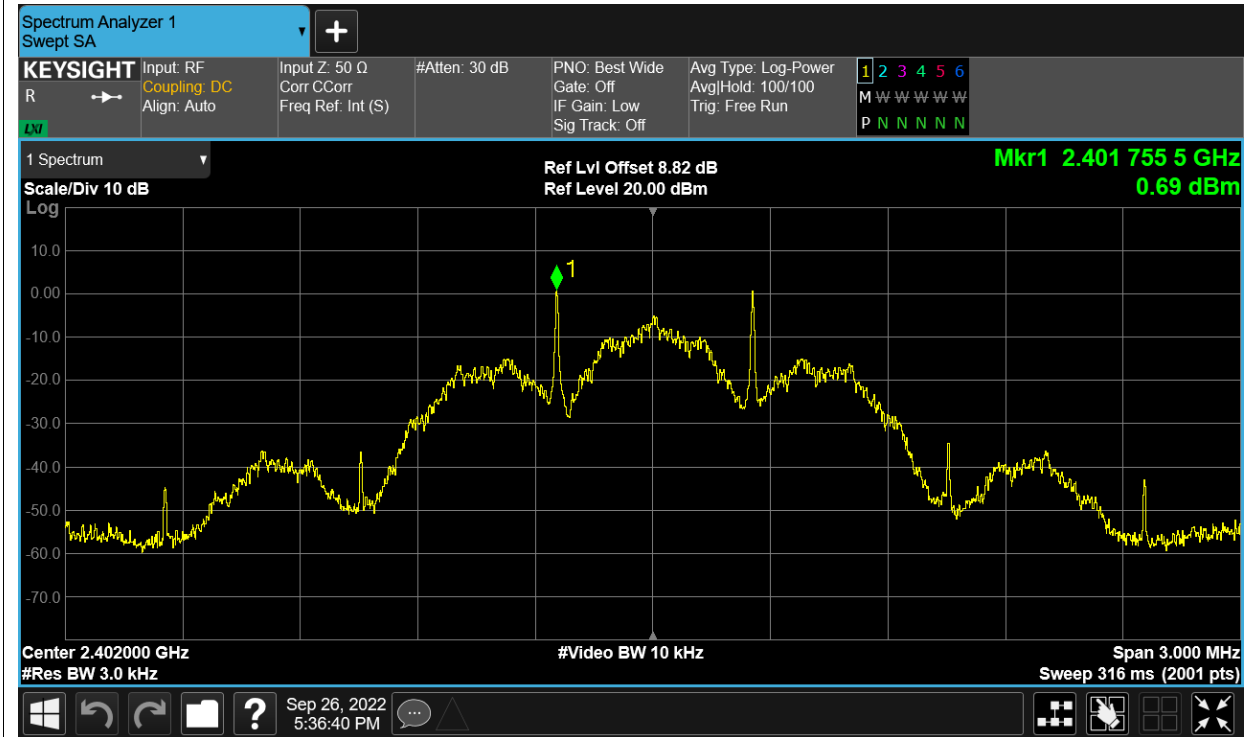 Spectrum Analyzer 1
Swept SA
+
KEYSIGHT
R
LXI
Input: RF
Coupling: DC
Align: Auto
Input Z: 50 Ω
Corr CCorr
Freq Ref: Int (S)
#Atten: 30 dB
PNO: Best Wide
Gate: Off
IF Gain: Low
Sig Track: Off
Avg Type: Log-Power
Avg|Hold: 100/100
Trig: Free Run
1 2 3 4 5 6
M W W W W W W
P N N N N N N
1 Spectrum
Scale/Div 10 dB
Log
Ref Lvl Offset 8.82 dB
Ref Level 20.00 dBm
Mkr1 2.401 755 5 GHz
0.69 dBm
1
10.0
0.00
-10.0
-20.0
-30.0
-40.0
-50.0
-60.0
-70.0
Center 2.402000 GHz
#Res BW 3.0 kHz
#Video BW 10 kHz
Span 3.000 MHz
Sweep 316 ms (2001 pts)
?
Sep 26, 2022
5:36:40 PM